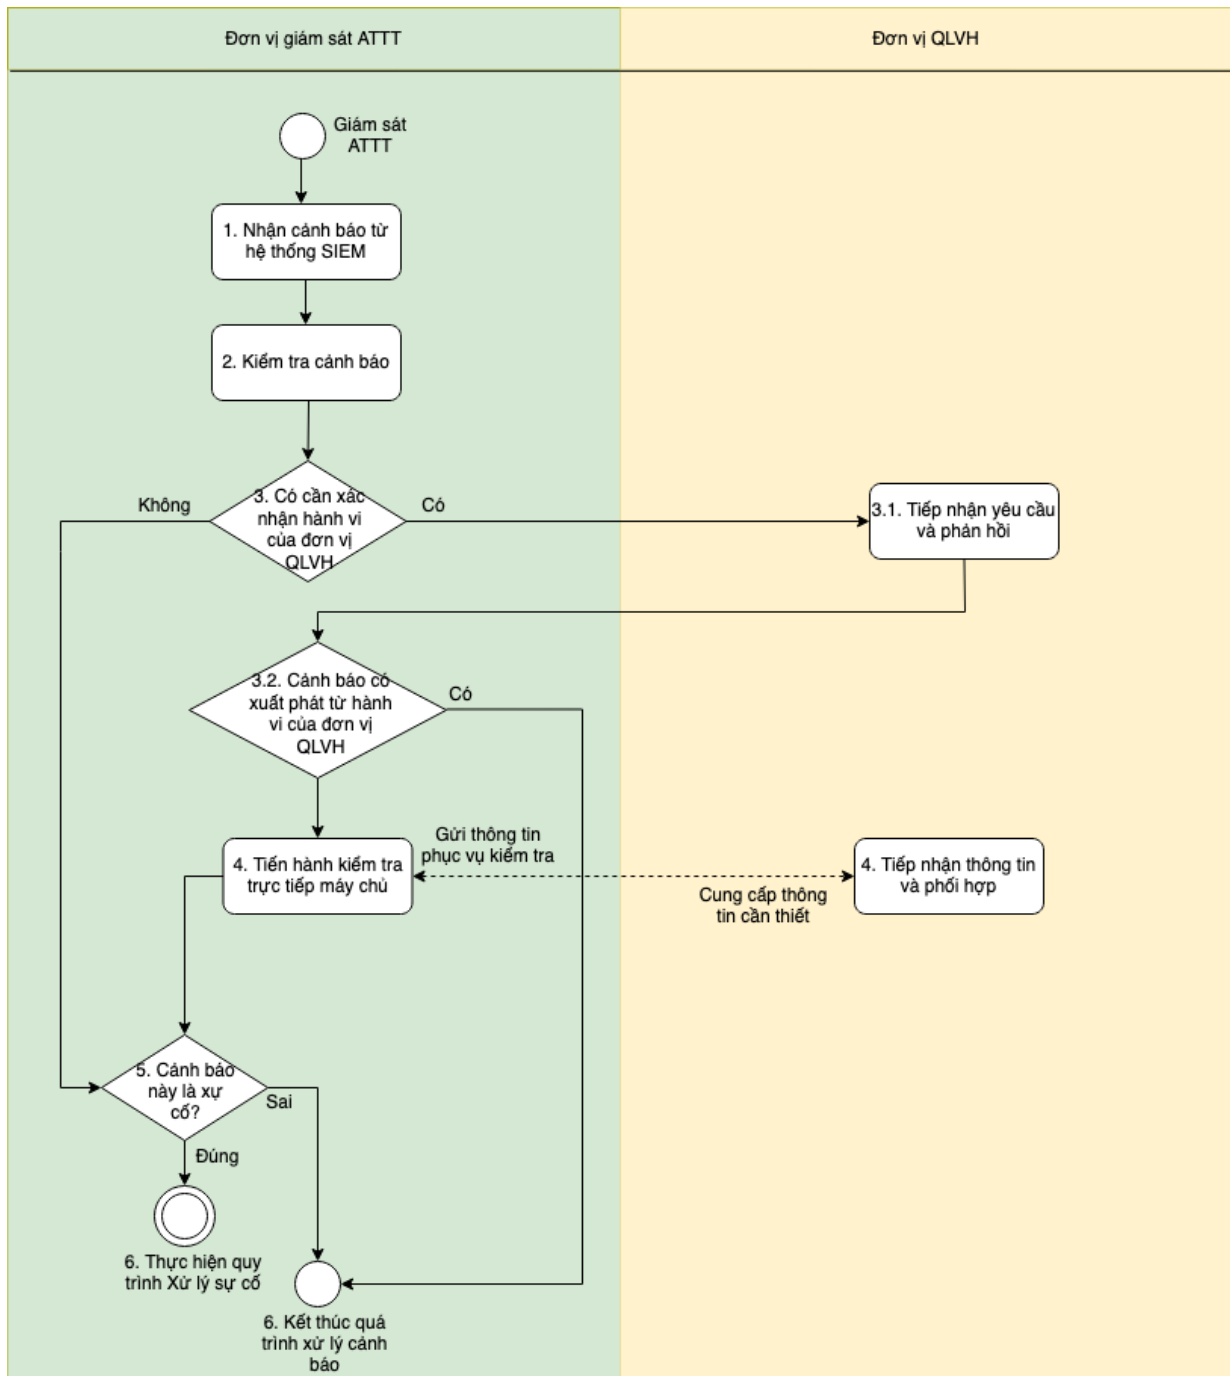 Đơn vị giám sát ATTT
Đơn vị QLVH
Giám sát
ATTT
1. Nhận cảnh báo từ
hệ thống SIEM
2. Kiểm tra cảnh báo
Không
3. Có cần xác
nhận hành vi
của đơn vị
QLVH
Có
3.1. Tiếp nhận yêu cầu
và phản hồi
3.2. Cảnh báo có
xuất phát từ hành
vi của đơn vị
QLVH
Có
4. Tiến hành kiểm tra
trực tiếp máy chủ
Gửi thông tin
phục vụ kiểm tra
Cung cấp thông
tin cần thiết
4. Tiếp nhận thông tin
và phối hợp
5. Cảnh báo
này là xự
cố?
Sai
Đúng
6. Thực hiện quy
trình Xử lý sự cố
6. Kết thúc quá
trình xử lý cảnh
báo